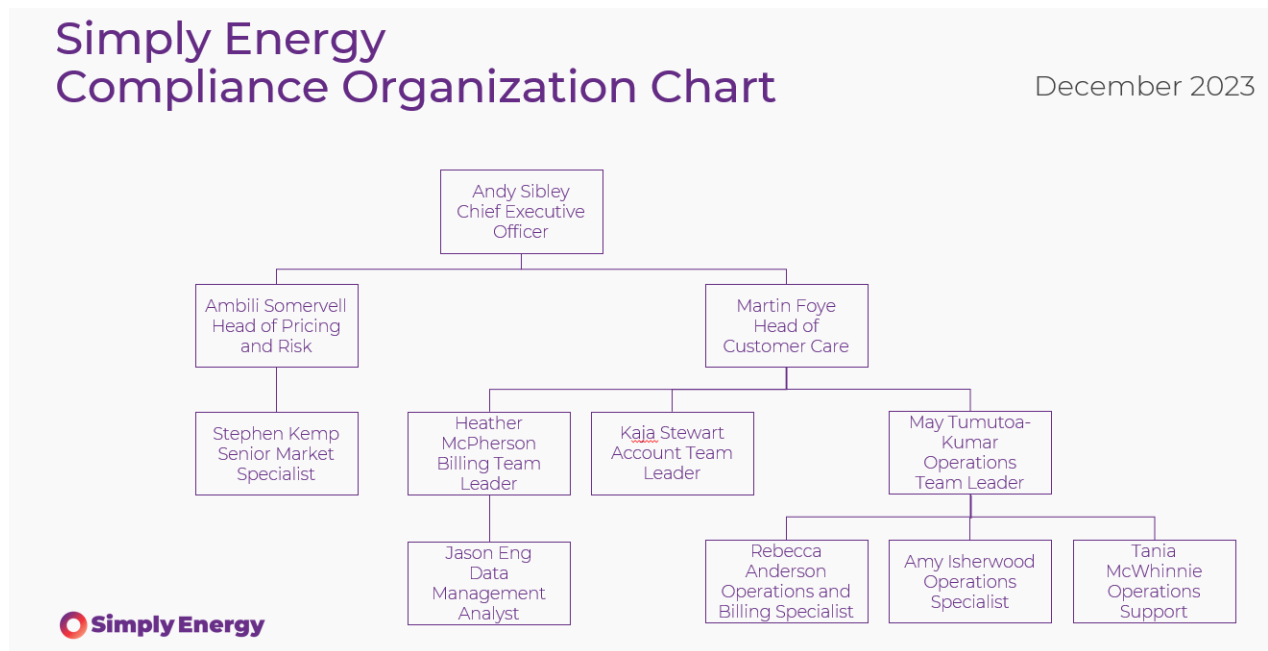 Simply Energy
Compliance Organization Chart
December 2023
Andy Sibley
Chief Executive
Officer
Ambili Somervell
Head of Pricing
and Risk
Martin Foye
Head of
Customer Care
Stephen Kemp
Senior Market
Specialist
Heather
McPherson
Billing Team
Leader
Kaja Stewart
Account Team
Leader
May Tumutoa-
Kumar
Operations
Team Leader
Jason Eng
Data
Management
Analyst
Rebecca
Anderson
Operations and
Billing Specialist
Amy Isherwood
Operations
Specialist
Tania
McWhinnie
Operations
Support
Simply Energy